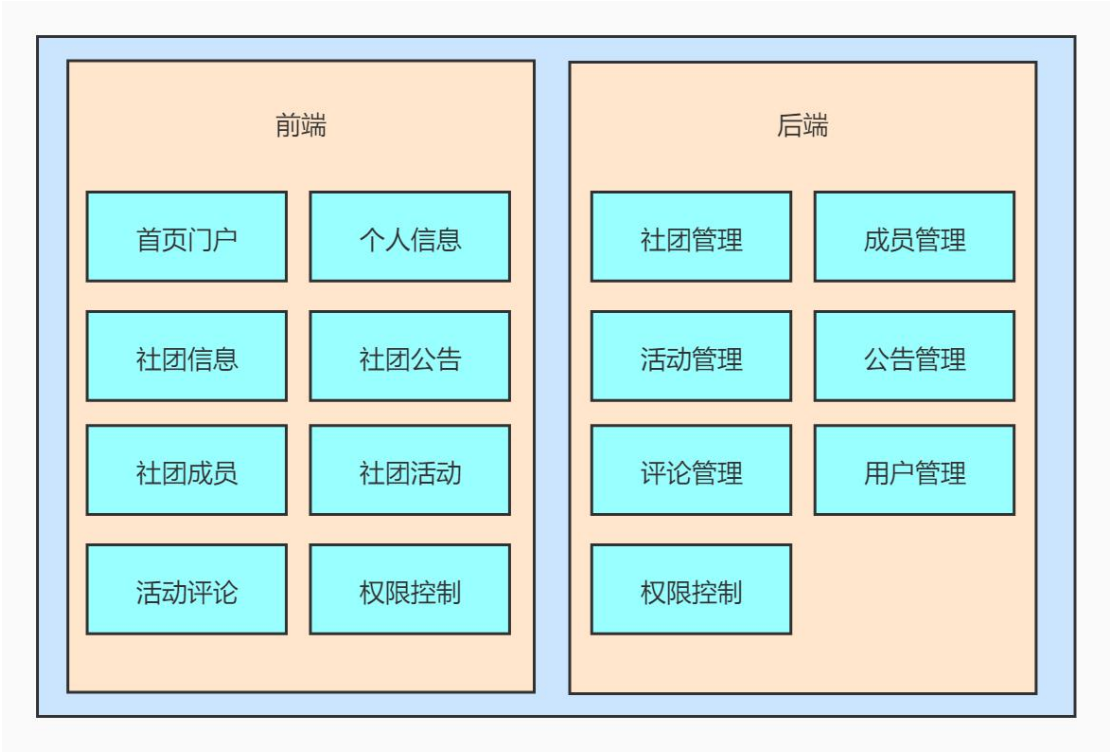 前端
首页门户
个人信息
社团信息
社团公告
社团成员
社团活动
活动评论
权限控制
后端
社团管理
成员管理
活动管理
公告管理
评论管理
用户管理
权限控制